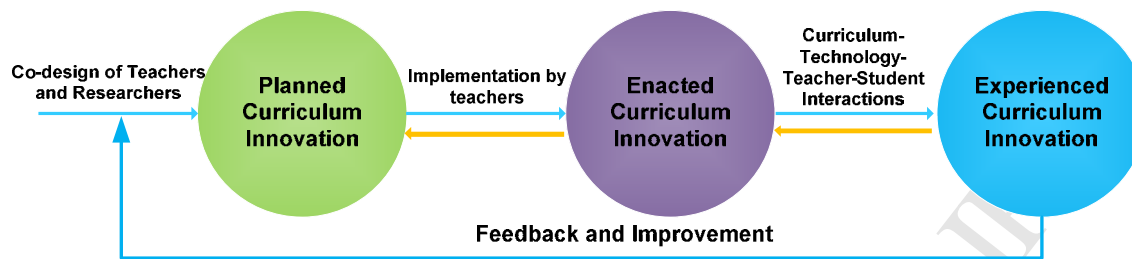 Co-design of Teachers
and Researchers
Planned
Curriculum
Innovation
Implementation by
teachers
Enacted
Curriculum
Innovation
Curriculum-
Technology-
Teacher-Student
Interactions
Experienced
Curriculum
Innovation
Feedback and Improvement